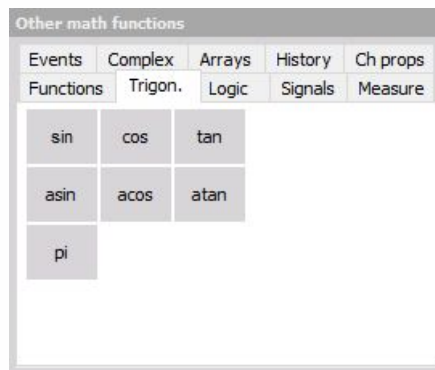 Other math functions
Events Complex Arrays History Ch props
Functions Trigon. Logic Signals Measure
sin cos tan
asin acos atan
pi